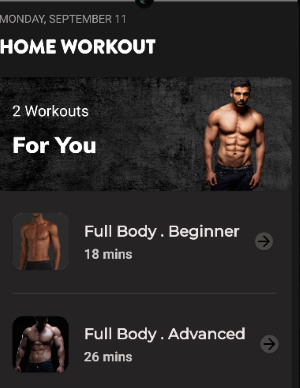 MONDAY, SEPTEMBER 11
HOME WORKOUT
2 Workouts
For You
Full Body . Beginner
18 mins
Full Body . Advanced
26 mins